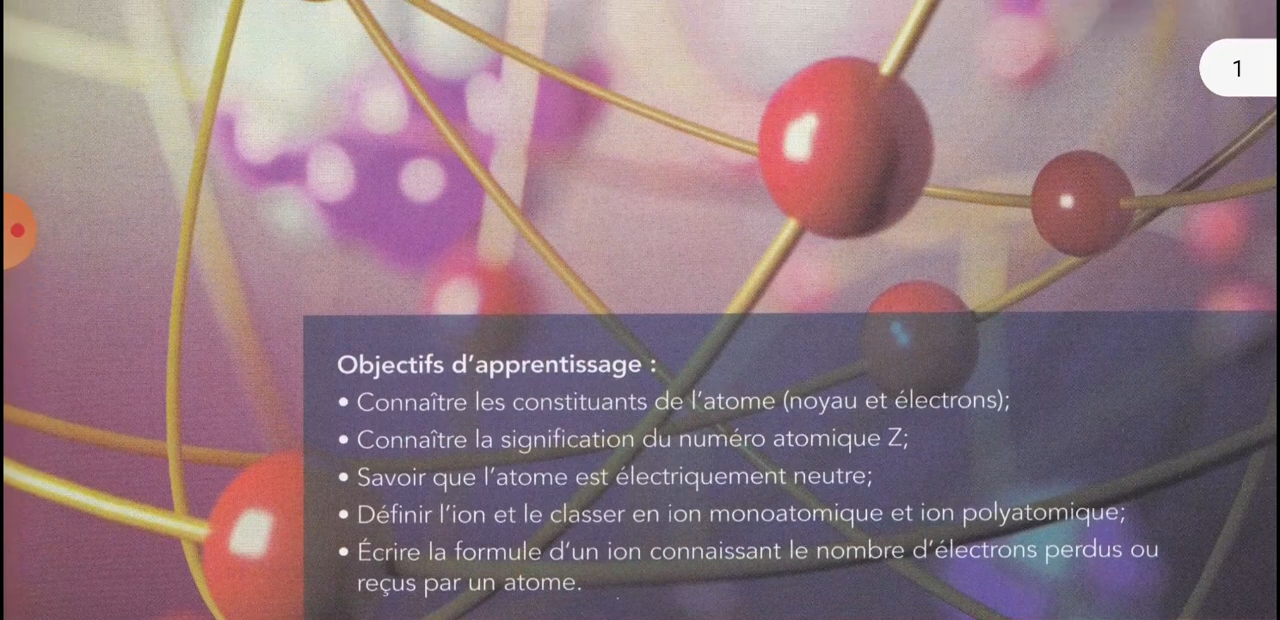 1
Objectifs d'apprentissage :
• Connaître les constituants de l'atome (noyau et électrons);
• Connaître la signification du numéro atomique Z;
• Savoir que l'atome est électriquement neutre;
• Définir l'ion et le classer en ion monoatomique et ion polyatomique;
• Écrire la formule d'un ion connaissant le nombre d'électrons perdus ou
reçus par un atome.